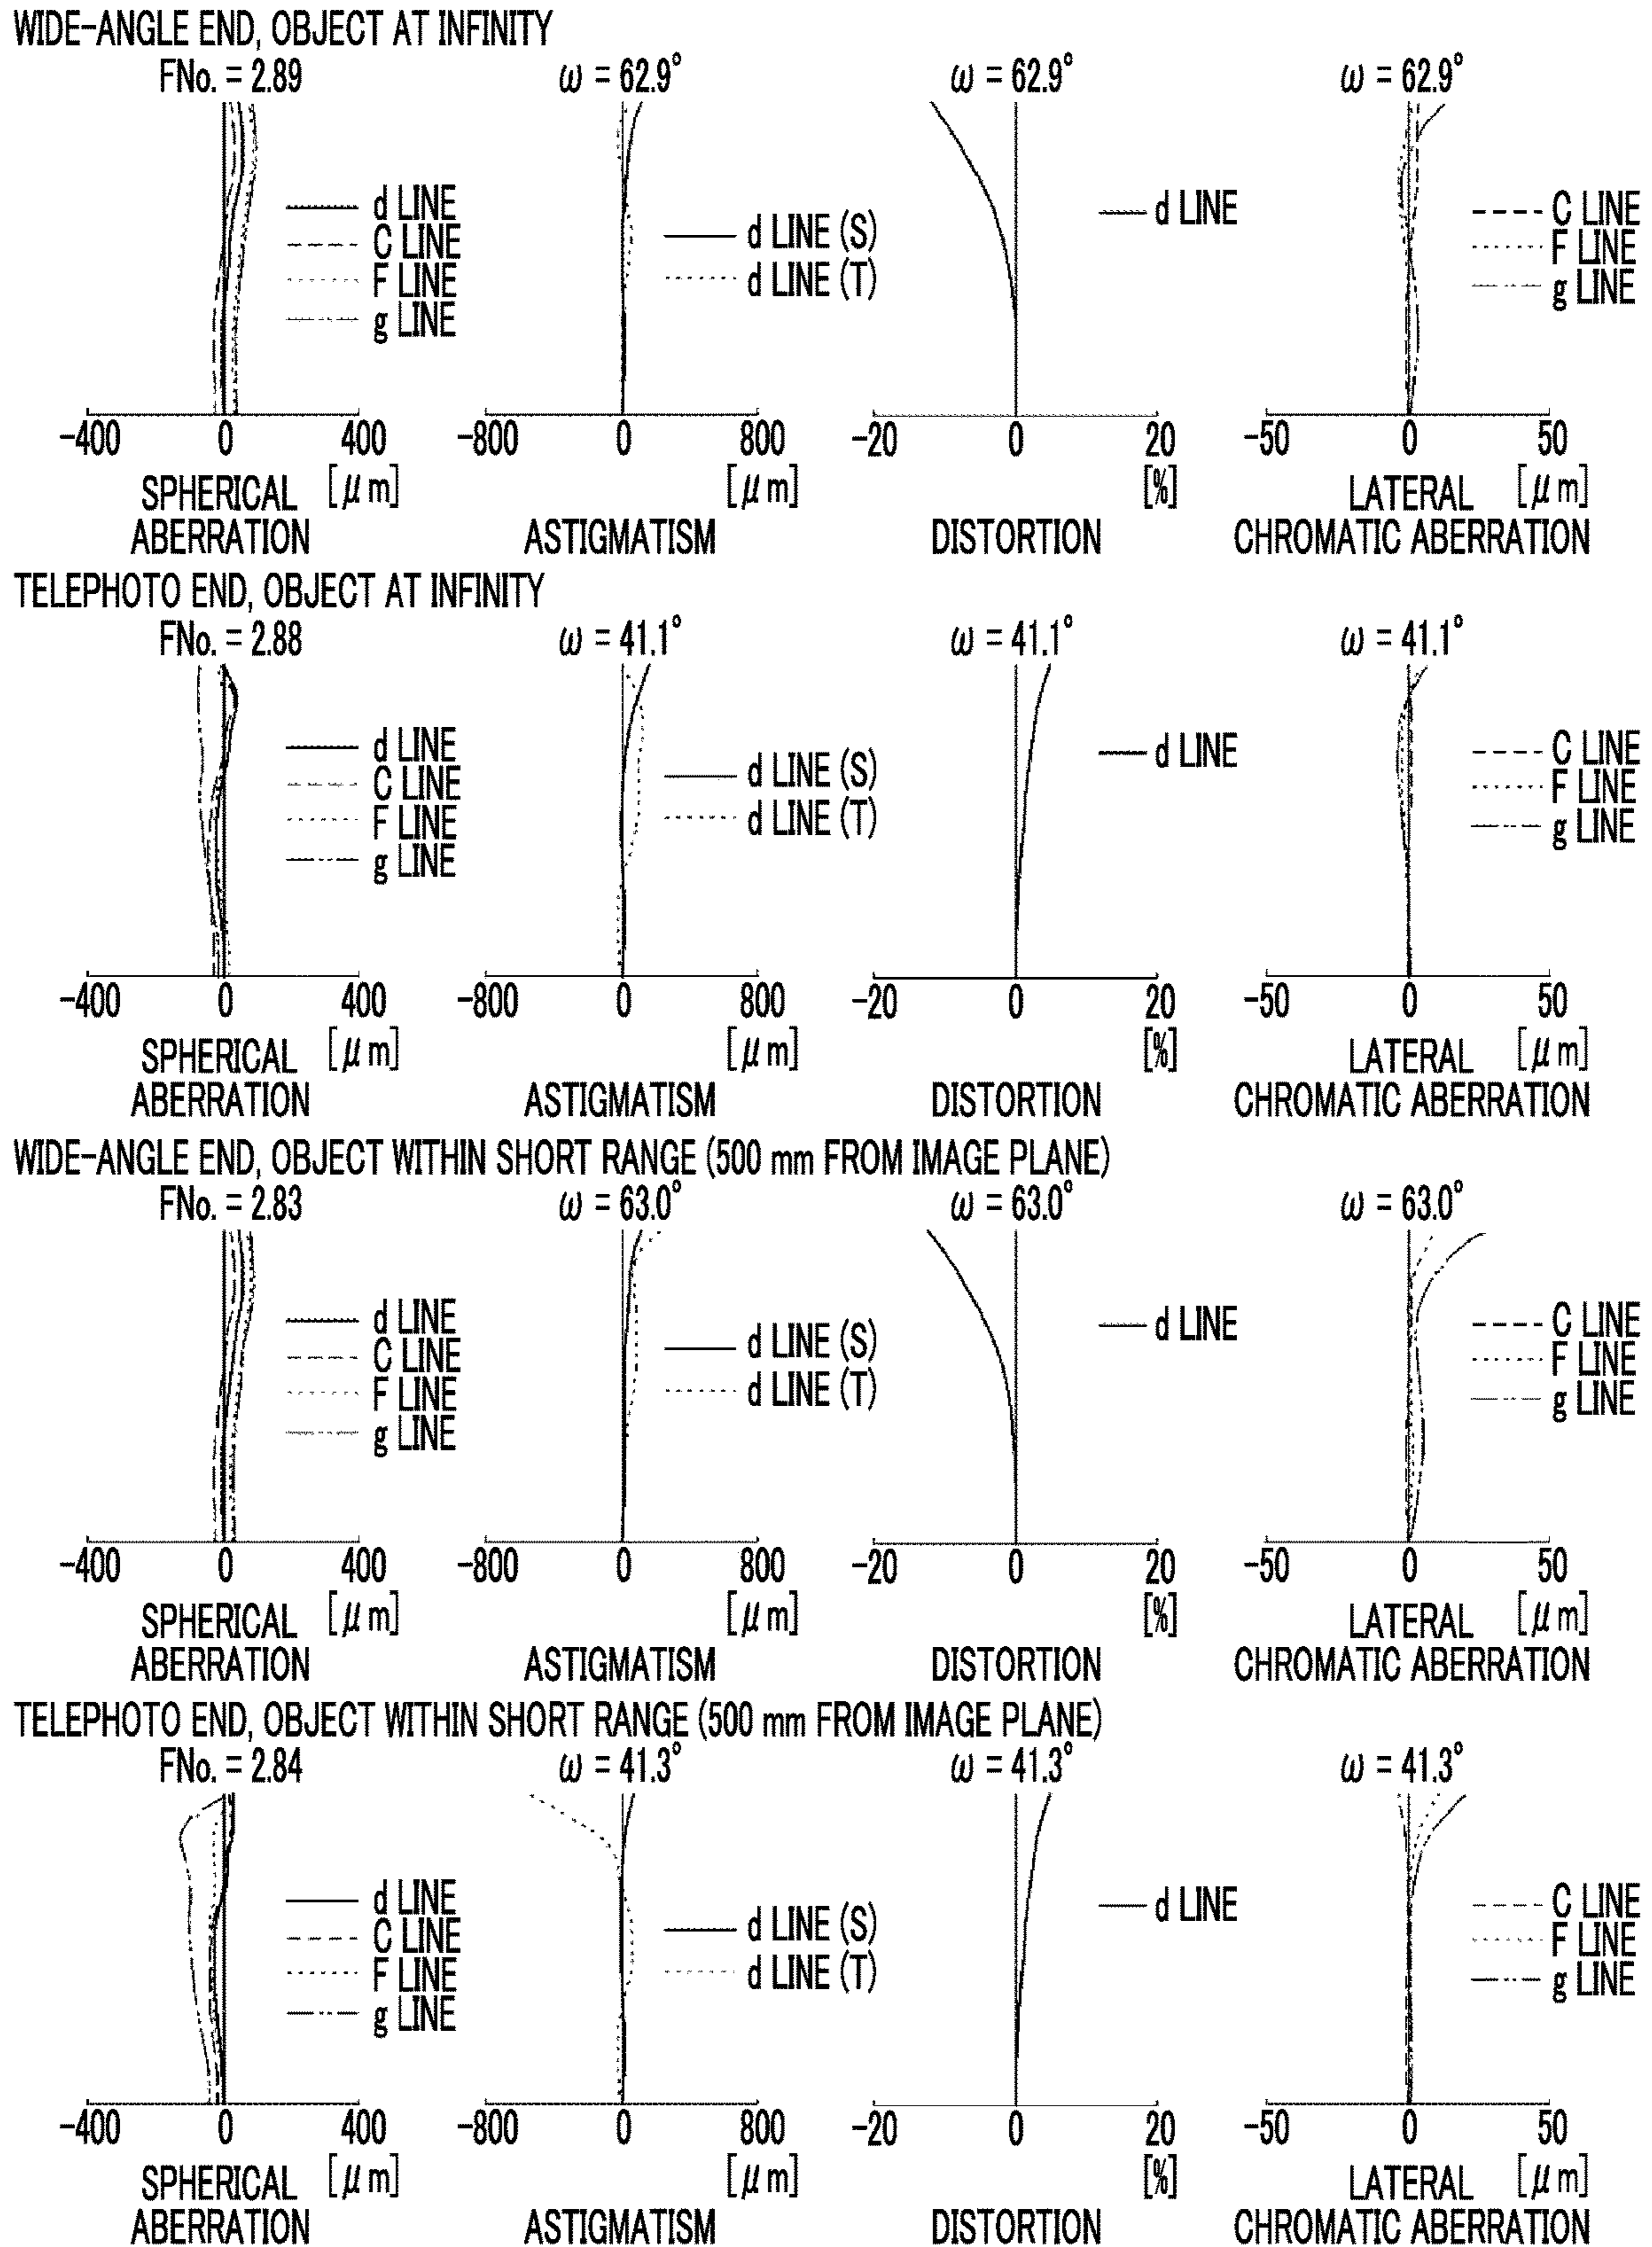 WIDE-ANGLE END, OBJECT AT INFINITY
FNo. = 2.89
ω = 62.9°
ω = 62.9°
ω = 62.9°
d LINE
C LINE
F LINE
g LINE
d LINE (S)
d LINE (T)
d LINE
C LINE
F LINE
g LINE
-400 0 400
-800 0 800
-20 0 20
-50 0 50
SPHERICAL [μm]
ABERRATION
[μm]
ASTIGMATISM
[%]
DISTORTION
LATERAL [μm]
CHROMATIC ABERRATION
TELEPHOTO END, OBJECT AT INFINITY
FNo. = 2.88
ω = 41.1°
ω = 41.1°
ω = 41.1°
d LINE
C LINE
F LINE
g LINE
d LINE (S)
d LINE (T)
d LINE
C LINE
F LINE
g LINE
-400 0 400
-800 0 800
-20 0 20
-50 0 50
SPHERICAL [μm]
ABERRATION
[μm]
ASTIGMATISM
[%]
DISTORTION
LATERAL [μm]
CHROMATIC ABERRATION
WIDE-ANGLE END, OBJECT WITHIN SHORT RANGE (500 mm FROM IMAGE PLANE)
FNo. = 2.83
ω = 63.0°
ω = 63.0°
ω = 63.0°
d LINE
C LINE
F LINE
g LINE
d LINE (S)
d LINE (T)
d LINE
C LINE
F LINE
g LINE
-400 0 400
-800 0 800
-20 0 20
-50 0 50
SPHERICAL [μm]
ABERRATION
[μm]
ASTIGMATISM
[%]
DISTORTION
LATERAL [μm]
CHROMATIC ABERRATION
TELEPHOTO END, OBJECT WITHIN SHORT RANGE (500 mm FROM IMAGE PLANE)
FNo. = 2.84
ω = 41.3°
ω = 41.3°
ω = 41.3°
d LINE
C LINE
F LINE
g LINE
d LINE (S)
d LINE (T)
d LINE
C LINE
F LINE
g LINE
-400 0 400
-800 0 800
-20 0 20
-50 0 50
SPHERICAL [μm]
ABERRATION
[μm]
ASTIGMATISM
[%]
DISTORTION
LATERAL [μm]
CHROMATIC ABERRATION